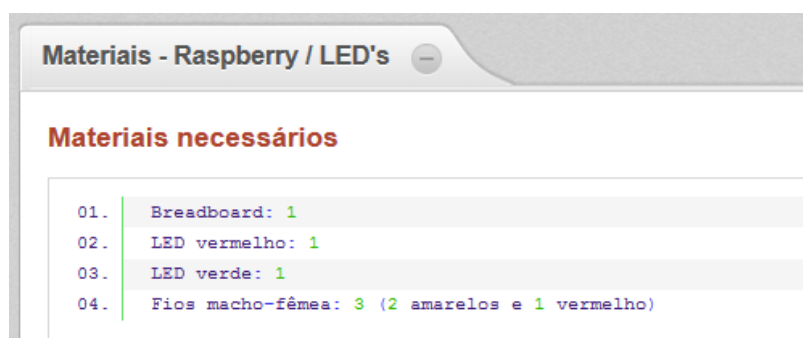 Materiais - Raspberry / LED's
Materiais necessários
01. Breadboard: 1
02. LED vermelho: 1
03. LED verde: 1
04. Fios macho-fêmea: 3 (2 amarelos e 1 vermelho)